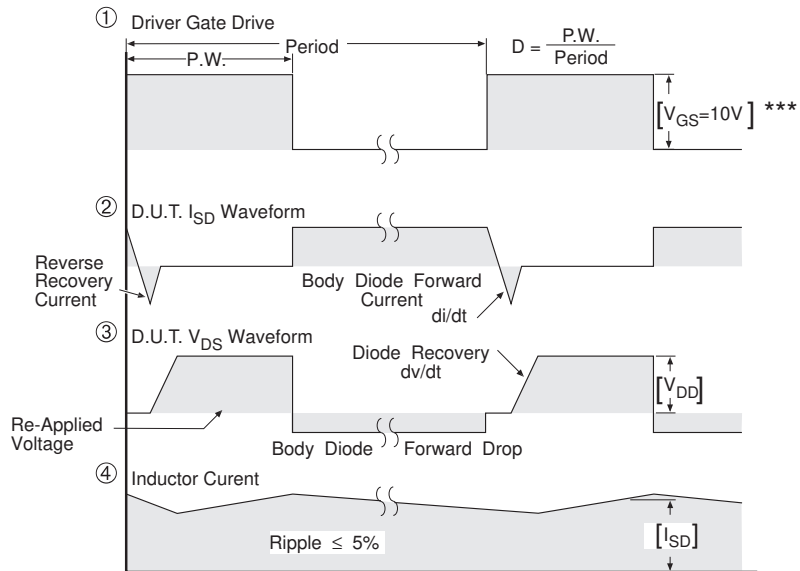 ① Driver Gate Drive
Period
P.W.
D = P.W. / Period
[VGS=10V] ***
② D.U.T. ISD Waveform
Reverse
Recovery
Current
Body Diode Forward
Current
di/dt
③ D.U.T. VDS Waveform
Diode Recovery
dv/dt
[VDD]
Re-Applied
Voltage
Body Diode Forward Drop
④ Inductor Curent
Ripple ≤ 5%
[ISD]